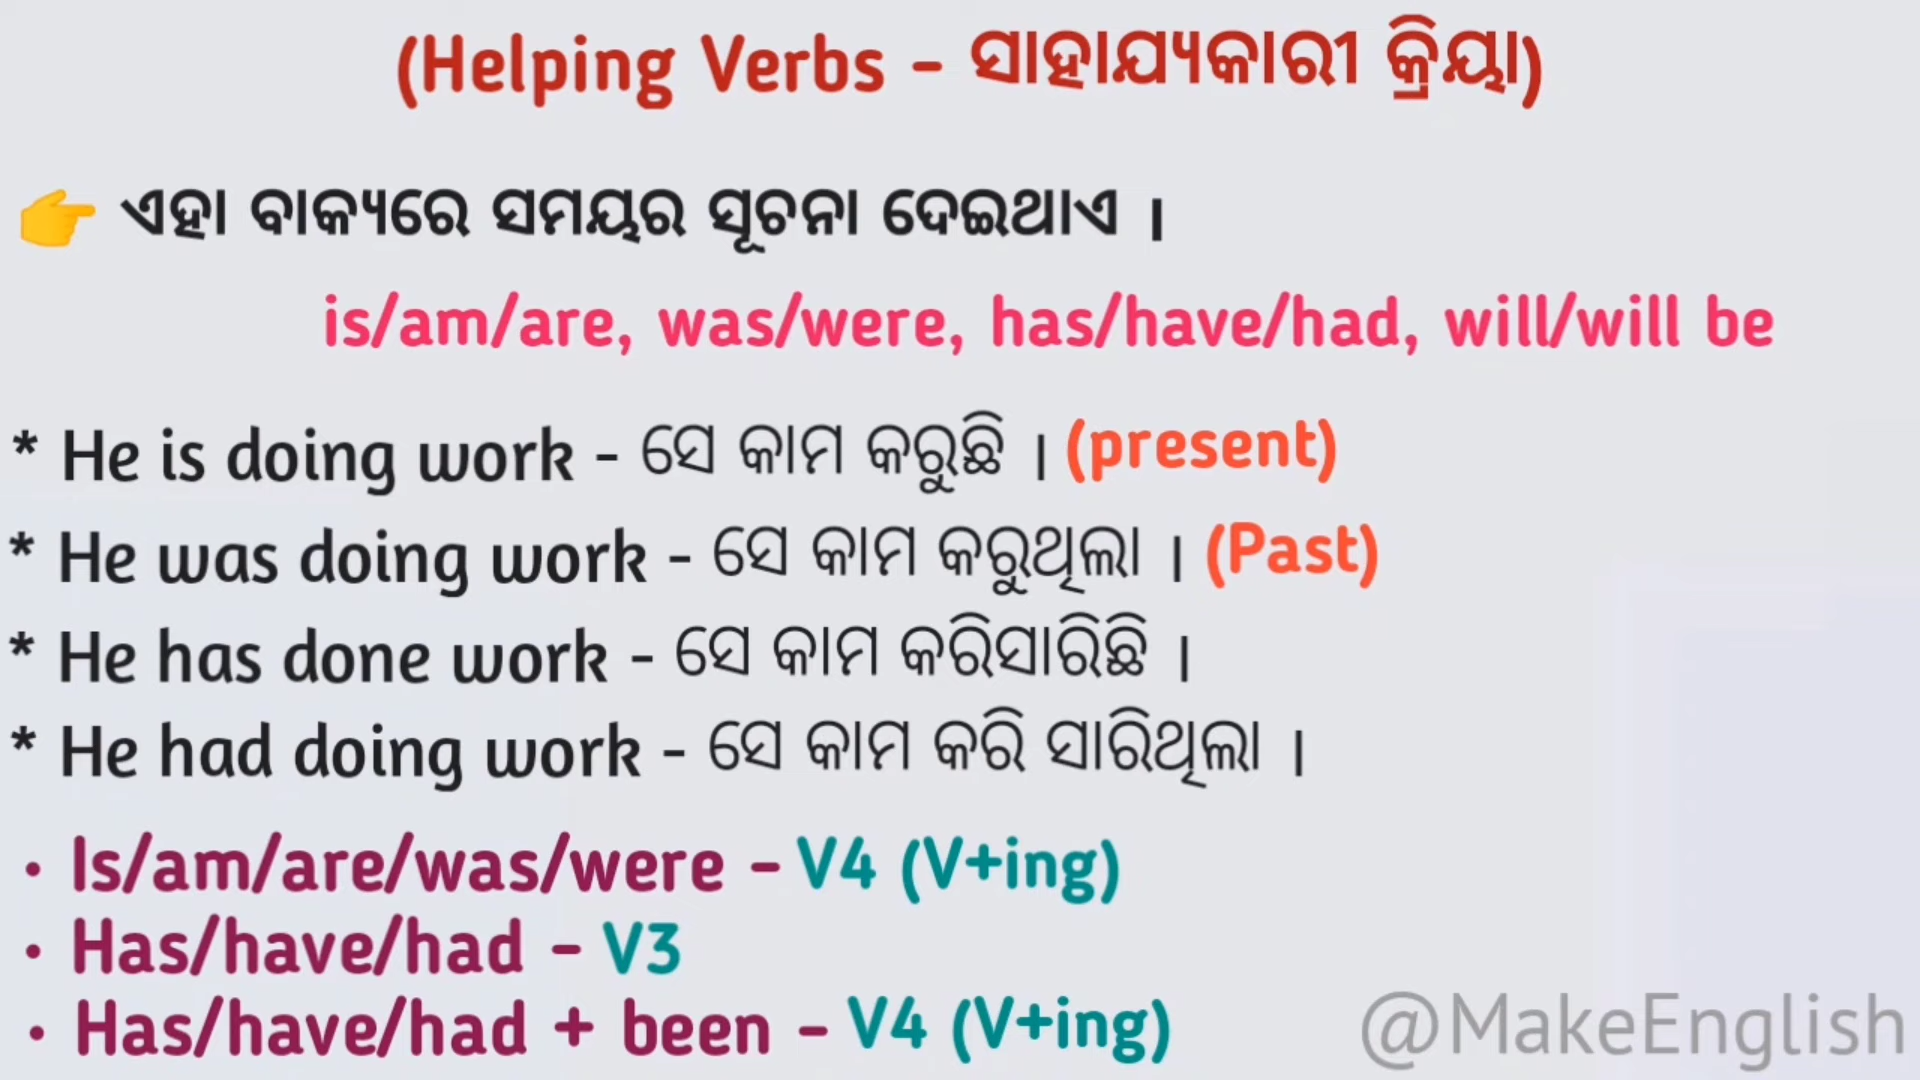 (Helping Verbs - ସାହାଯ୍ୟକାରୀ କ୍ରିୟା)
👉 ଏହା ବାକ୍ୟରେ ସମୟର ସୂଚନା ଦେଇଥାଏ ।
is/am/are, was/were, has/have/had, will/will be
* He is doing work - ସେ କାମ କରୁଛି । (present)
* He was doing work - ସେ କାମ କରୁଥିଲା । (Past)
* He has done work - ସେ କାମ କରିସାରିଛି ।
* He had doing work - ସେ କାମ କରି ସାରିଥିଲା ।
• Is/am/are/was/were - V4 (V+ing)
• Has/have/had - V3
• Has/have/had + been - V4 (V+ing)
@MakeEnglish